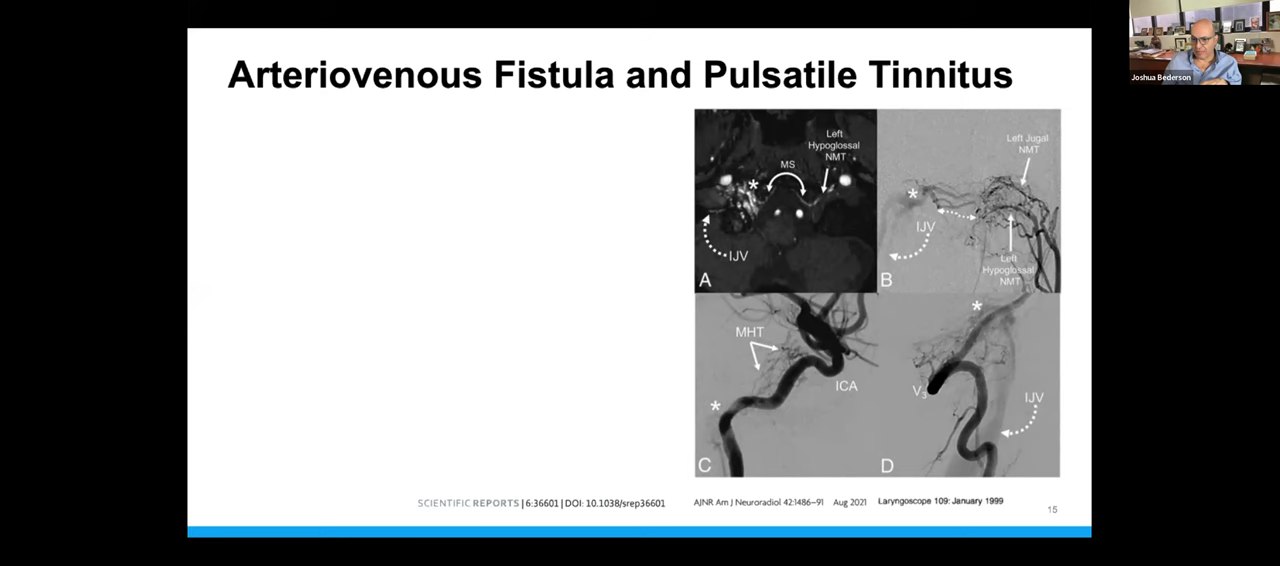 Arteriovenous Fistula and Pulsatile Tinnitus
Joshua Bederson
Left
Hypoglossal
NMT
MS
*
IJV
A
Left Jugal
NMT
*
IJV
Left
Hypoglossal
NMT
B
MHT
ICA
*
C
*
V3
IJV
D
SCIENTIFIC REPORTS | 6:36601 | DOI: 10.1038/srep36601
AJNR Am J Neuroradiol 42:1486–91 Aug 2021
Laryngoscope 109: January 1999
15